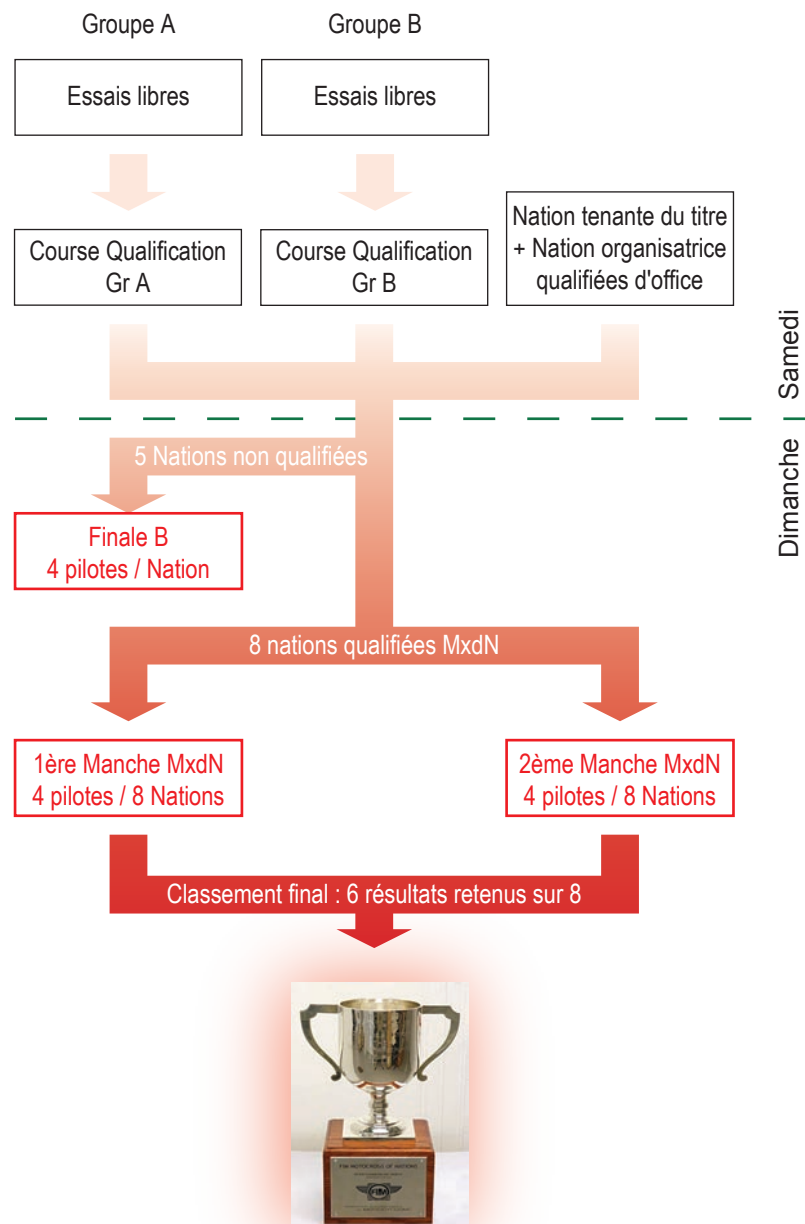 Groupe A
Groupe B
Essais libres
Essais libres
Course Qualification
Gr A
Course Qualification
Gr B
Nation tenante du titre
+ Nation organisatrice
qualifiées d'office
Samedi
Dimanche
5 Nations non qualifiées
Finale B
4 pilotes / Nation
8 nations qualifiées MxdN
1ère Manche MxdN
4 pilotes / 8 Nations
2ème Manche MxdN
4 pilotes / 8 Nations
Classement final : 6 résultats retenus sur 8
FIM MOTOCROSS OF NATIONS
FIM